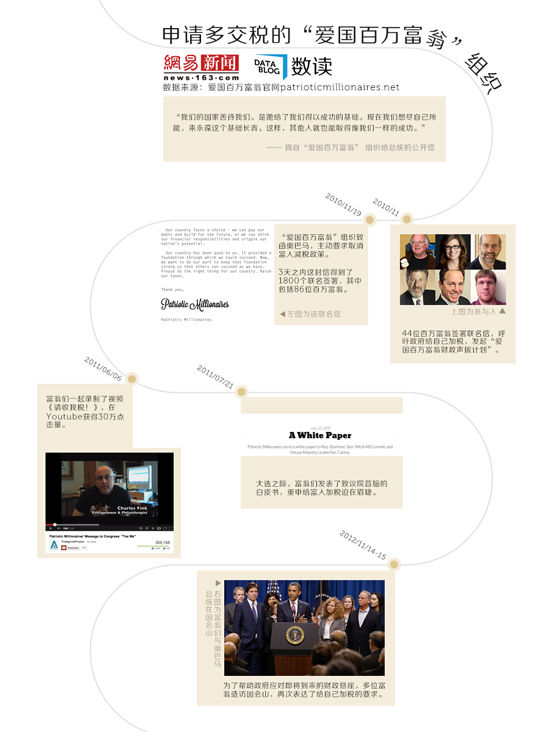 申请多交税的“爱国百万富翁”组织
網易 新闻
news·163.com
DATA
BLOG
数读
数据来源：爱国百万富翁官网patrioticmillionaires.net
“我们的国家善待我们。是她给了我们得以成功的基础。现在我们想尽自己所
能，来永葆这个基础长青。这样，其他人就也能取得像我们一样的成功。”
—— 摘自“爱国百万富翁” 组织给总统的公开信
2010/11
44位百万富翁签署联名信，呼
吁政府给自己加税，发起“爱
国百万富翁财政声援计划”。
上图为参与人
2010/11/19
“爱国百万富翁”组织致
函奥巴马，主动要求取消
富人减税政策。
3天之内这封信得到了
1800个联名签署，其中
包括86位百万富翁。
左图为该联名信
Our country faces a choice - we can pay our
debts and build for the future, or we can shirk
our financial responsibilities and cripple our
nation's potential.
Our country has been good to us. It provided a
foundation through which we could succeed. Now,
we want to do our part to keep that foundation
strong so that others can succeed as we have.
Please do the right thing for our country. Raise
our taxes.
Thank you,
Patriotic Millionaires
Patriotic Millionaires
2011/06/06
富翁们一起录制了视频
《请收我税！》，在
Youtube获得30万点
击量。
Charles Fink
Entrepreneur & Philanthropist
Patriotic Millionaires' Message to Congress: "Tax Me"
2011/07/21
A White Paper
Patriotic Millionaires send a white paper to Rep. Boehner, Sen. Mitch McConnell, and
House Majority Leader Eric Cantor.
大选之际，富翁们发表了致议院首脑的
白皮书，重申给富人加税迫在眉睫。
2012/11/14-15
右图为富翁们与奥巴马
总统在国会山
为了帮助政府应对即将到来的财政悬崖，多位富
翁造访国会山，再次表达了给自己加税的要求。